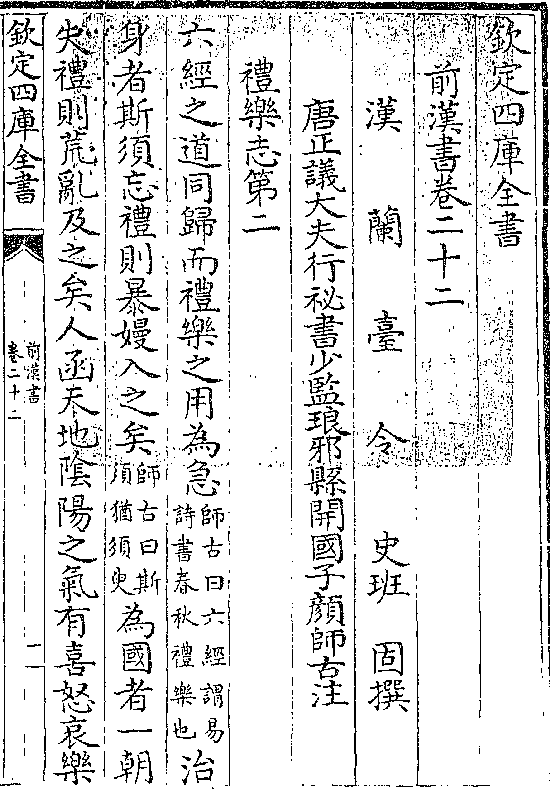 欽定四庫全書
前漢書卷二十二
漢蘭臺令史班固撰
唐正議大夫行祕書少監琅邪縣開國子顏師古注
禮樂志第二
六經之道同歸而禮樂之用為急師古曰六經謂易詩書春秋禮樂也治
身者斯須忘禮則暴嫚入之矣師古曰斯須猶須臾為國者一朝
失禮則荒亂及之矣人函天地陰陽之氣有喜怒哀樂
欽定四庫全書
前漢書
卷二十二
一